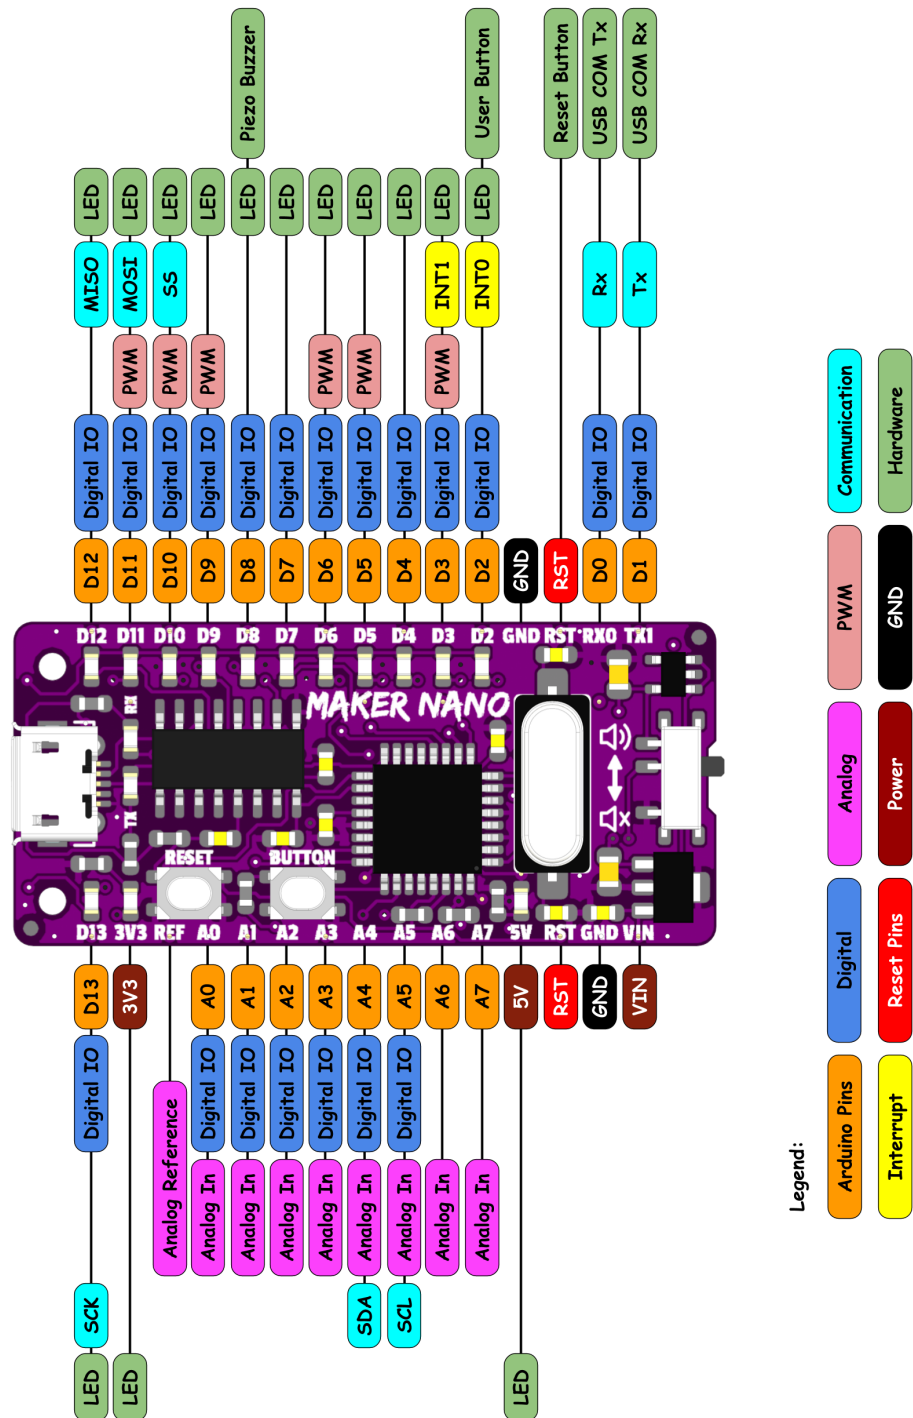 Piezo Buzzer
User Button
Reset Button
USB COM Tx
USB COM Rx
D12 Digital IO MISO LED
D11 Digital IO PWM MOSI LED
D10 Digital IO PWM SS LED
D9 Digital IO PWM LED
D8 Digital IO LED
D7 Digital IO LED
D6 Digital IO PWM LED
D5 Digital IO PWM LED
D4 Digital IO LED
D3 Digital IO PWM INT1 LED
D2 Digital IO INT0 LED
GND
RST
D0 Digital IO Rx
D1 Digital IO Tx
D12 D11 D10 D9 D8 D7 D6 D5 D4 D3 D2 GND RST RX0 TX1
RX
MAKER NANO
TX
RESET BUTTON
D13 3V3 REF A0 A1 A2 A3 A4 A5 A6 A7 5V RST GND VIN
LED SCK Digital IO D13
LED 3V3
Analog Reference
Analog In Digital IO A0
Analog In Digital IO A1
Analog In Digital IO A2
Analog In Digital IO A3
SDA Analog In Digital IO A4
SCL Analog In Digital IO A5
Analog In A6
Analog In A7
LED 5V
RST
GND
VIN
Legend:
Arduino Pins Digital Analog PWM Communication
Interrupt Reset Pins Power GND Hardware